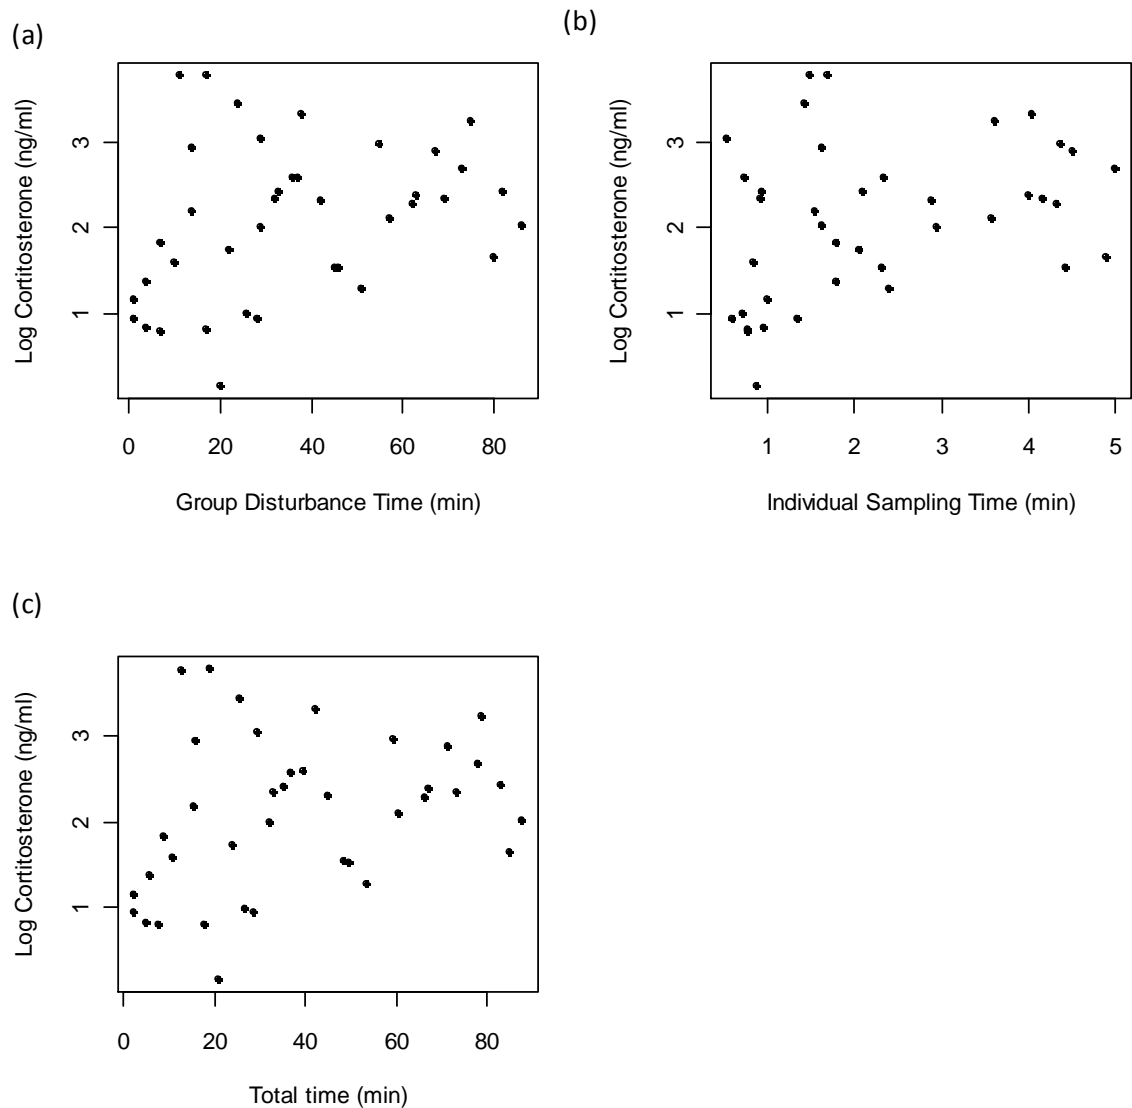 (a)
Log Cortitosterone (ng/ml)
3
2
1
0 20 40 60 80
Group Disturbance Time (min)
(b)
Log Cortitosterone (ng/ml)
3
2
1
1 2 3 4 5
Individual Sampling Time (min)
(c)
Log Cortitosterone (ng/ml)
3
2
1
0 20 40 60 80
Total time (min)